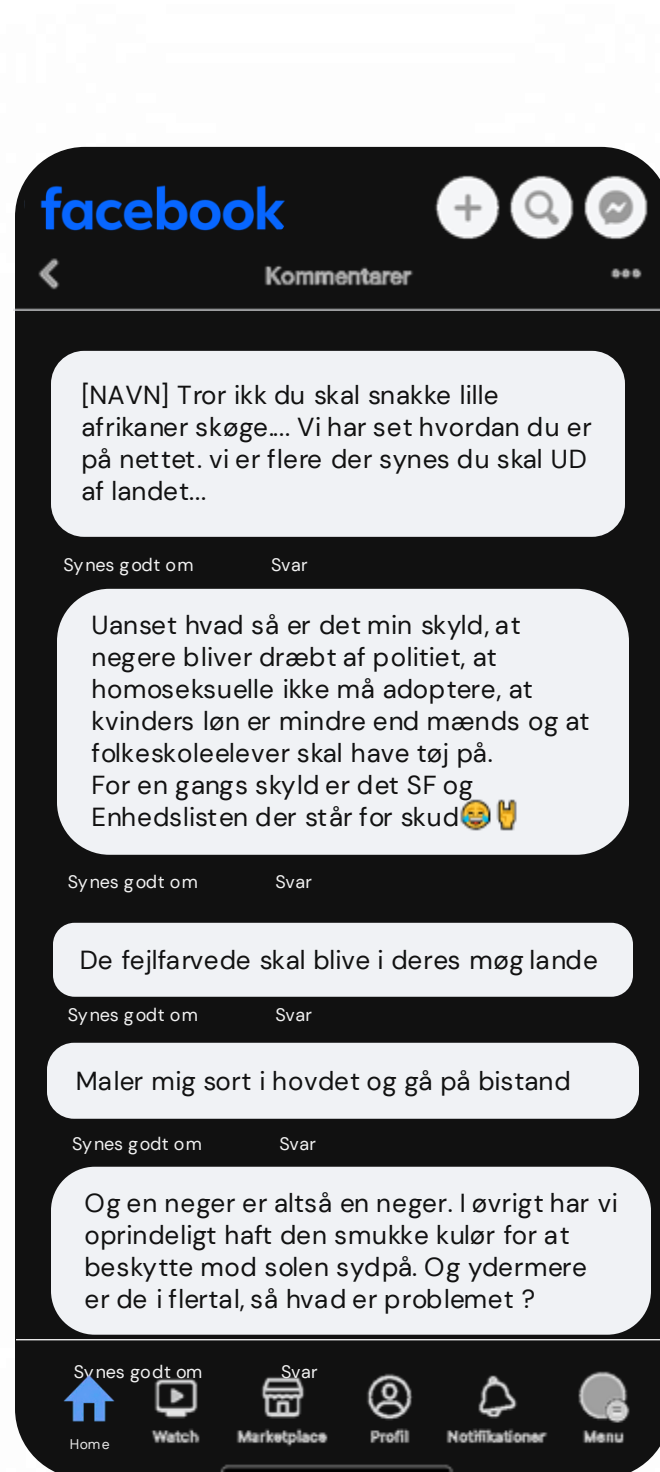 facebook
Kommentarer
[NAVN] Tror ikk du skal snakke lille
afrikaner skøge.... Vi har set hvordan du er
på nettet. vi er flere der synes du skal UD
af landet...
Synes godt om Svar
Uanset hvad så er det min skyld, at
negere bliver dræbt af politiet, at
homoseksuelle ikke må adoptere, at
kvinders løn er mindre end mænds og at
folkeskoleelever skal have tøj på.
For en gangs skyld er det SF og
Enhedslisten der står for skud😂🤘
Synes godt om Svar
De fejlfarvede skal blive i deres møg lande
Synes godt om Svar
Maler mig sort i hovdet og gå på bistand
Synes godt om Svar
Og en neger er altså en neger. I øvrigt har vi
oprindeligt haft den smukke kulør for at
beskytte mod solen sydpå. Og ydermere
er de i flertal, så hvad er problemet ?
Synes godt om Svar
Home Watch Marketplace Profil Notifikationer Menu